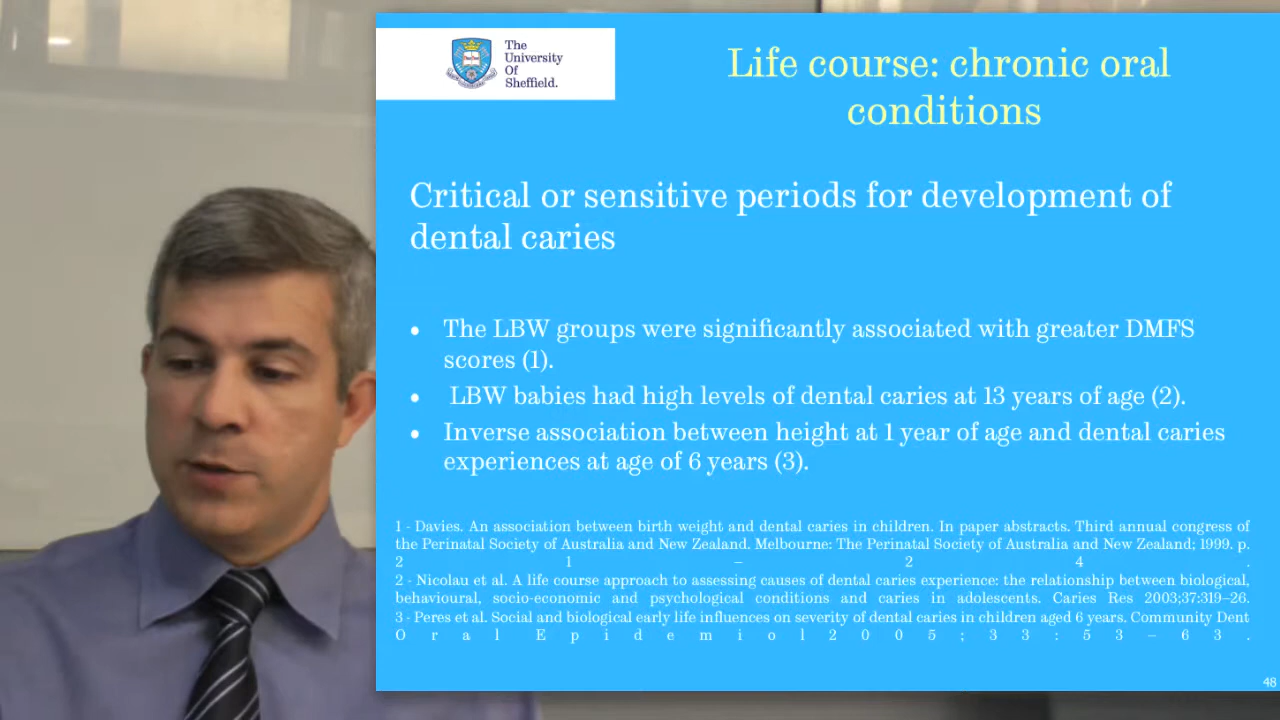 The
University
Of
Sheffield.
Life course: chronic oral
conditions
Critical or sensitive periods for development of
dental caries
• The LBW groups were significantly associated with greater DMFS
scores (1).
• LBW babies had high levels of dental caries at 13 years of age (2).
• Inverse association between height at 1 year of age and dental caries
experiences at age of 6 years (3).
1 - Davies. An association between birth weight and dental caries in children. In paper abstracts. Third annual congress of
the Perinatal Society of Australia and New Zealand. Melbourne: The Perinatal Society of Australia and New Zealand; 1999. p.
2 1 – 2 4 .
2 - Nicolau et al. A life course approach to assessing causes of dental caries experience: the relationship between biological,
behavioural, socio-economic and psychological conditions and caries in adolescents. Caries Res 2003;37:319–26.
3 - Peres et al. Social and biological early life influences on severity of dental caries in children aged 6 years. Community Dent
O r a l E p i d e m i o l 2 0 0 5 ; 3 3 : 5 3 – 6 3 .
48